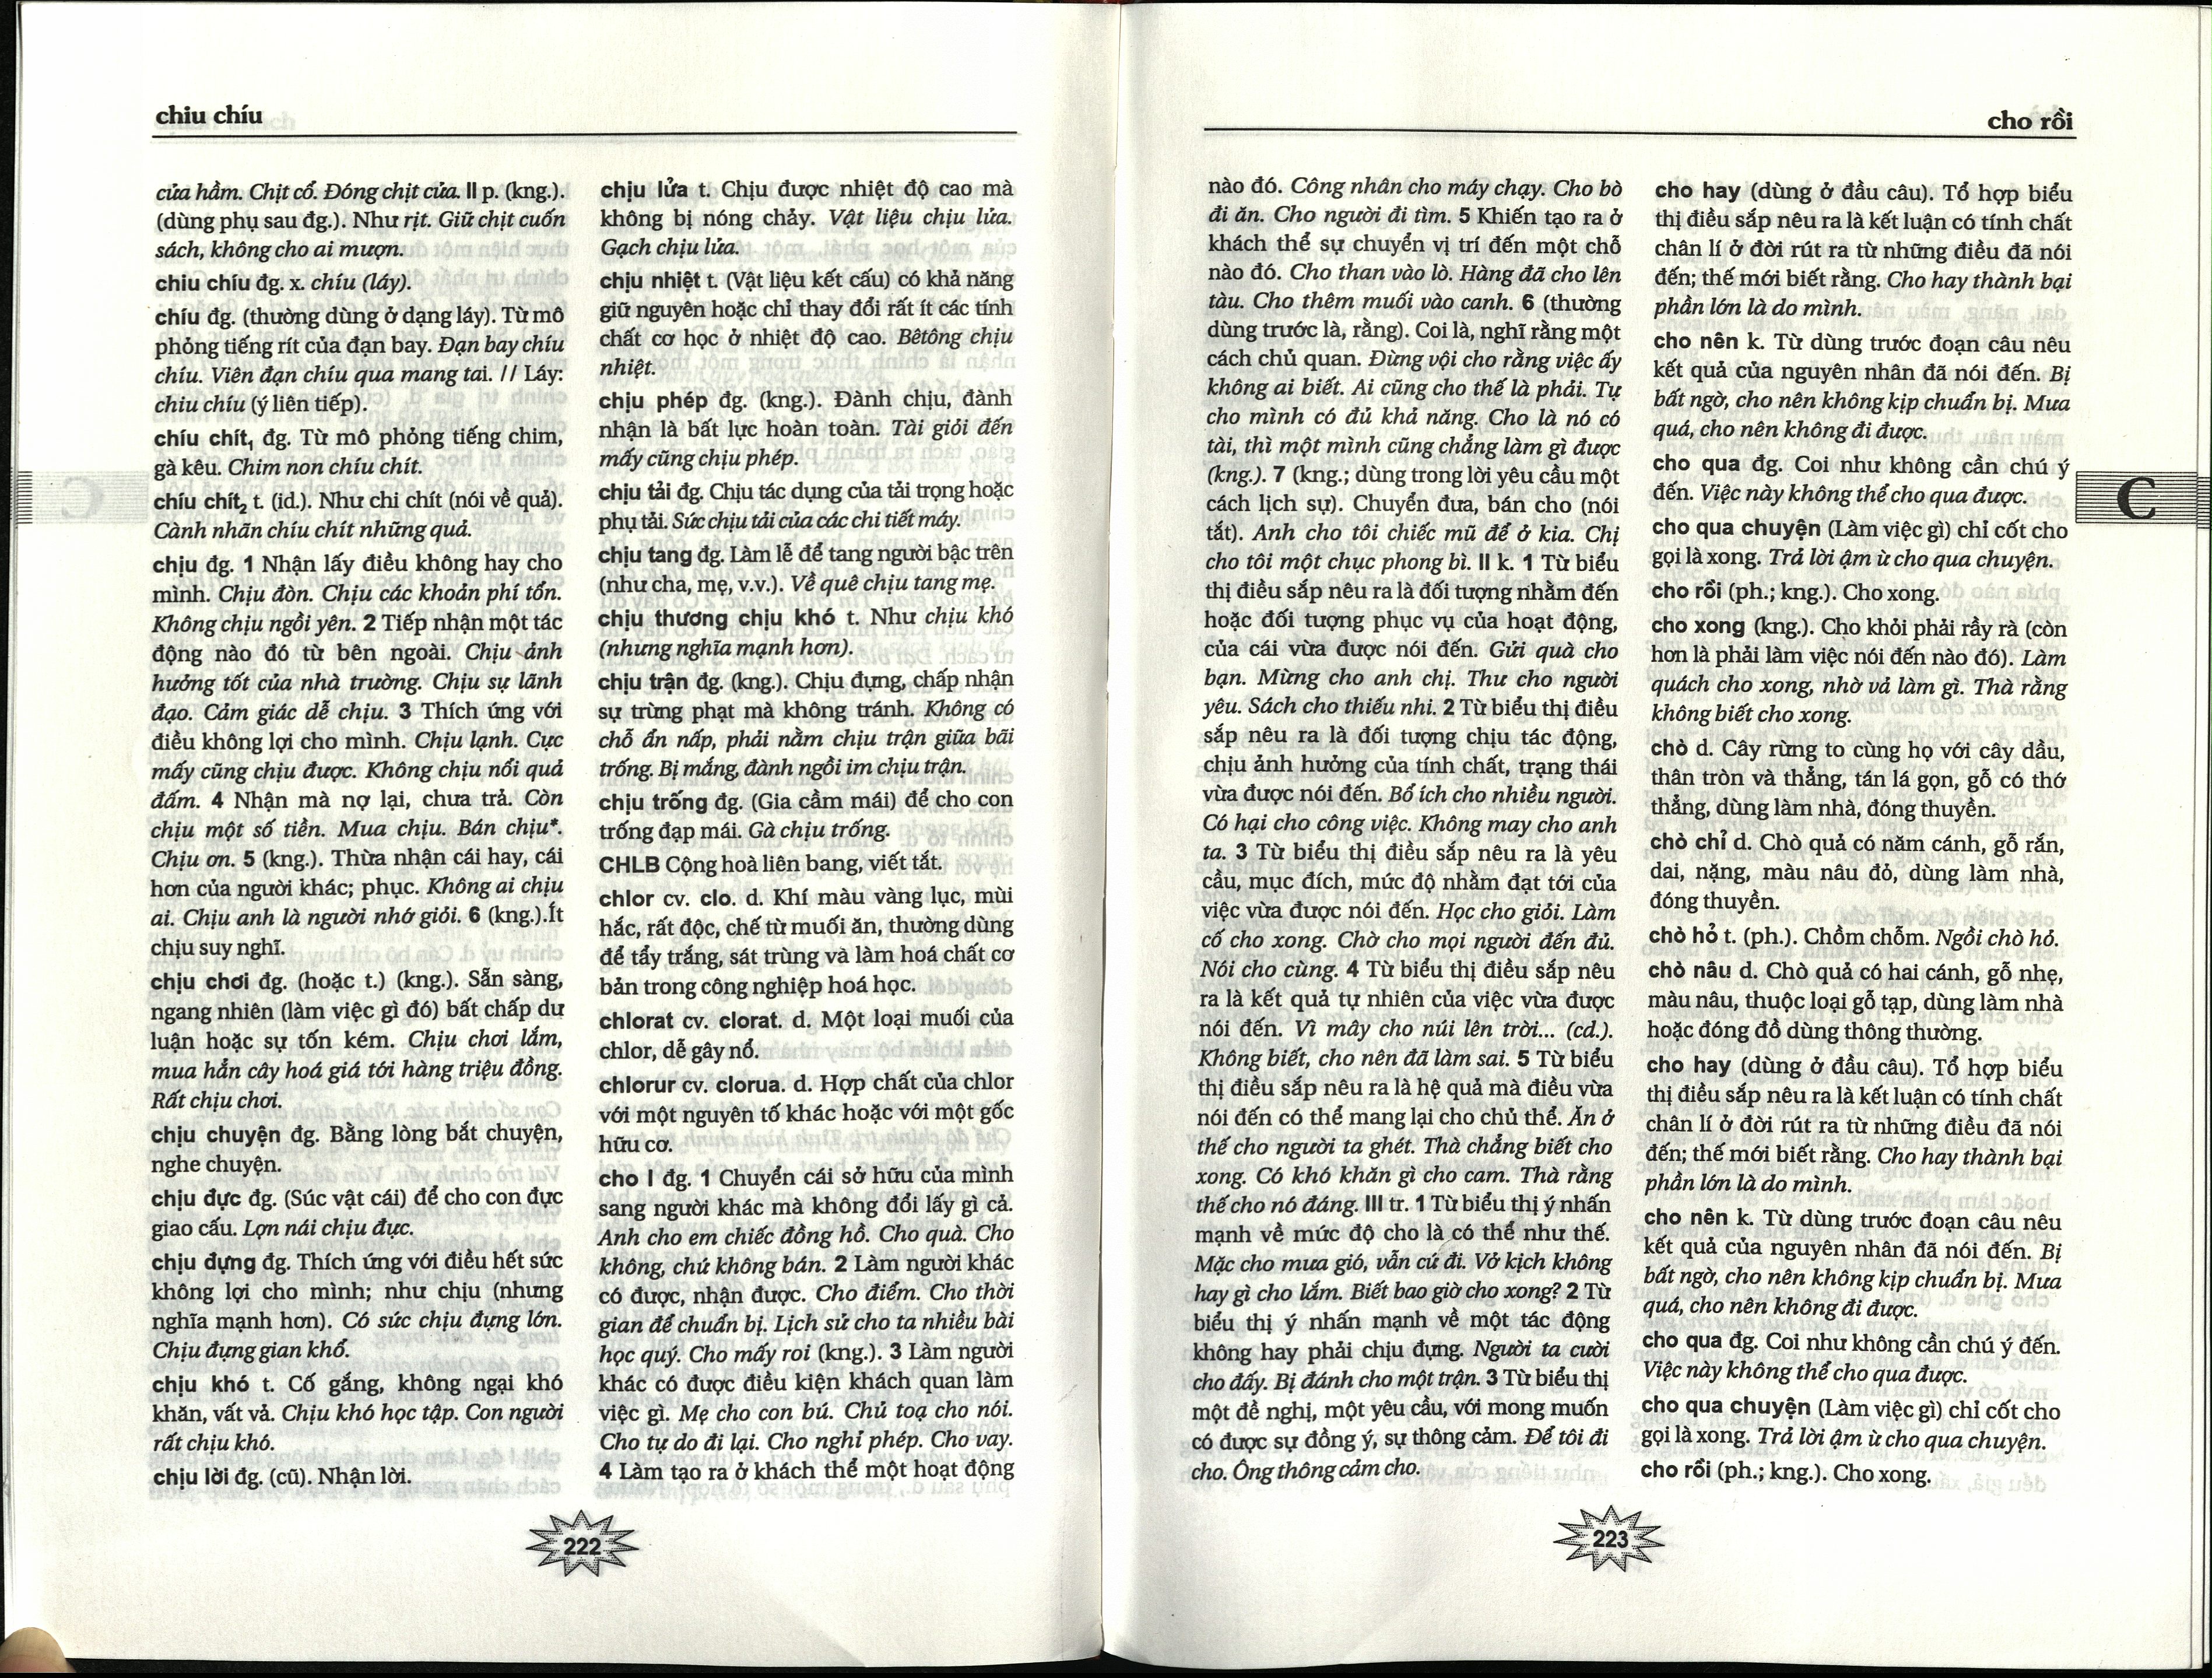 chiu chíu
cửa hầm. Chịt cổ. Đóng chịt cửa. II p. (kng.).
(dùng phụ sau đg.). Như rịt. Giữ chịt cuốn
sách, không cho ai mượn.
chiu chíu đg. x. chíu (láy).
chíu đg. (thường dùng ở dạng láy). Từ mô
phỏng tiếng rít của đạn bay. Đạn bay chíu
chíu. Viên đạn chíu qua mang tai. // Láy:
chiu chíu (ý liên tiếp).
chíu chít₁ đg. Từ mô phỏng tiếng chim,
gà kêu. Chim non chíu chít.
chíu chít₂ t. (id.). Như chi chít (nói về quả).
Cành nhãn chíu chít những quả.
chịu đg. 1 Nhận lấy điều không hay cho
mình. Chịu đòn. Chịu các khoản phí tổn.
Không chịu ngồi yên. 2 Tiếp nhận một tác
động nào đó từ bên ngoài. Chịu ảnh
hưởng tốt của nhà trường. Chịu sự lãnh
đạo. Cảm giác dễ chịu. 3 Thích ứng với
điều không lợi cho mình. Chịu lạnh. Cực
mấy cũng chịu được. Không chịu nổi quả
đấm. 4 Nhận mà nợ lại, chưa trả. Còn
chịu một số tiền. Mua chịu. Bán chịu*.
Chịu ơn. 5 (kng.). Thừa nhận cái hay, cái
hơn của người khác; phục. Không ai chịu
ai. Chịu anh là người nhớ giỏi. 6 (kng.).Ít
chịu suy nghĩ.
chịu chơi đg. (hoặc t.) (kng.). Sẵn sàng,
ngang nhiên (làm việc gì đó) bất chấp dư
luận hoặc sự tốn kém. Chịu chơi lắm,
mua hẳn cây hoá giá tới hàng triệu đồng.
Rất chịu chơi.
chịu chuyện đg. Bằng lòng bắt chuyện,
nghe chuyện.
chịu đực đg. (Súc vật cái) để cho con đực
giao cấu. Lợn nái chịu đực.
chịu đựng đg. Thích ứng với điều hết sức
không lợi cho mình; như chịu (nhưng
nghĩa mạnh hơn). Có sức chịu đựng lớn.
Chịu đựng gian khổ.
chịu khó t. Cố gắng, không ngại khó
khăn, vất vả. Chịu khó học tập. Con người
rất chịu khó.
chịu lời đg. (cũ). Nhận lời.
chịu lửa t. Chịu được nhiệt độ cao mà
không bị nóng chảy. Vật liệu chịu lửa.
Gạch chịu lửa.
chịu nhiệt t. (Vật liệu kết cấu) có khả năng
giữ nguyên hoặc chỉ thay đổi rất ít các tính
chất cơ học ở nhiệt độ cao. Bêtông chịu
nhiệt.
chịu phép đg. (kng.). Đành chịu, đành
nhận là bất lực hoàn toàn. Tài giỏi đến
mấy cũng chịu phép.
chịu tải đg. Chịu tác dụng của tải trọng hoặc
phụ tải. Sức chịu tải của các chi tiết máy.
chịu tang đg. Làm lễ để tang người bậc trên
(như cha, mẹ, v.v.). Về quê chịu tang mẹ.
chịu thương chịu khó t. Như chịu khó
(nhưng nghĩa mạnh hơn).
chịu trận đg. (kng.). Chịu đựng, chấp nhận
sự trừng phạt mà không tránh. Không có
chỗ ẩn nấp, phải nằm chịu trận giữa bãi
trống. Bị mắng, đành ngồi im chịu trận.
chịu trống đg. (Gia cầm mái) để cho con
trống đạp mái. Gà chịu trống.
CHLB Cộng hoà liên bang, viết tắt.
chlor cv. clo. d. Khí màu vàng lục, mùi
hắc, rất độc, chế từ muối ăn, thường dùng
để tẩy trắng, sát trùng và làm hoá chất cơ
bản trong công nghiệp hoá học.
chlorat cv. clorat. d. Một loại muối của
chlor, dễ gây nổ.
chlorur cv. clorua. d. Hợp chất của chlor
với một nguyên tố khác hoặc với một gốc
hữu cơ.
cho I đg. 1 Chuyển cái sở hữu của mình
sang người khác mà không đổi lấy gì cả.
Anh cho em chiếc đồng hồ. Cho quà. Cho
không, chứ không bán. 2 Làm người khác
có được, nhận được. Cho điểm. Cho thời
gian để chuẩn bị. Lịch sử cho ta nhiều bài
học quý. Cho mấy roi (kng.). 3 Làm người
khác có được điều kiện khách quan làm
việc gì. Mẹ cho con bú. Chủ toạ cho nói.
Cho tự do đi lại. Cho nghỉ phép. Cho vay.
4 Làm tạo ra ở khách thể một hoạt động
222
cho rồi
nào đó. Công nhân cho máy chạy. Cho bò
đi ăn. Cho người đi tìm. 5 Khiến tạo ra ở
khách thể sự chuyển vị trí đến một chỗ
nào đó. Cho than vào lò. Hàng đã cho lên
tàu. Cho thêm muối vào canh. 6 (thường
dùng trước là, rằng). Coi là, nghĩ rằng một
cách chủ quan. Đừng vội cho rằng việc ấy
không ai biết. Ai cũng cho thế là phải. Tự
cho mình có đủ khả năng. Cho là nó có
tài, thì một mình cũng chẳng làm gì được
(kng.). 7 (kng.; dùng trong lời yêu cầu một
cách lịch sự). Chuyển đưa, bán cho (nói
tắt). Anh cho tôi chiếc mũ để ở kia. Chị
cho tôi một chục phong bì. II k. 1 Từ biểu
thị điều sắp nêu ra là đối tượng nhằm đến
hoặc đối tượng phục vụ của hoạt động,
của cái vừa được nói đến. Gửi quà cho
bạn. Mừng cho anh chị. Thư cho người
yêu. Sách cho thiếu nhi. 2 Từ biểu thị điều
sắp nêu ra là đối tượng chịu tác động,
chịu ảnh hưởng của tính chất, trạng thái
vừa được nói đến. Bổ ích cho nhiều người.
Có hại cho công việc. Không may cho anh
ta. 3 Từ biểu thị điều sắp nêu ra là yêu
cầu, mục đích, mức độ nhằm đạt tới của
việc vừa được nói đến. Học cho giỏi. Làm
cố cho xong. Chờ cho mọi người đến đủ.
Nói cho cùng. 4 Từ biểu thị điều sắp nêu
ra là kết quả tự nhiên của việc vừa được
nói đến. Vì mây cho núi lên trời... (cd.).
Không biết, cho nên đã làm sai. 5 Từ biểu
thị điều sắp nêu ra là hệ quả mà điều vừa
nói đến có thể mang lại cho chủ thể. Ăn ở
thế cho người ta ghét. Thà chẳng biết cho
xong. Có khó khăn gì cho cam. Thà rằng
thế cho nó đáng. III tr. 1 Từ biểu thị ý nhấn
mạnh về mức độ cho là có thể như thế.
Mặc cho mưa gió, vẫn cứ đi. Vở kịch không
hay gì cho lắm. Biết bao giờ cho xong? 2 Từ
biểu thị ý nhấn mạnh về một tác động
không hay phải chịu đựng. Người ta cười
cho đấy. Bị đánh cho một trận. 3 Từ biểu thị
một đề nghị, một yêu cầu, với mong muốn
có được sự đồng ý, sự thông cảm. Để tôi đi
cho. Ông thông cảm cho.
cho hay (dùng ở đầu câu). Tổ hợp biểu
thị điều sắp nêu ra là kết luận có tính chất
chân lí ở đời rút ra từ những điều đã nói
đến; thế mới biết rằng. Cho hay thành bại
phần lớn là do mình.
cho nên k. Từ dùng trước đoạn câu nêu
kết quả của nguyên nhân đã nói đến. Bị
bất ngờ, cho nên không kịp chuẩn bị. Mưa
quá, cho nên không đi được.
cho qua đg. Coi như không cần chú ý
đến. Việc này không thể cho qua được.
cho qua chuyện (Làm việc gì) chỉ cốt cho
gọi là xong. Trả lời ậm ừ cho qua chuyện.
cho rồi (ph.; kng.). Cho xong.
cho xong (kng.). Cho khỏi phải rầy rà (còn
hơn là phải làm việc nói đến nào đó). Làm
quách cho xong, nhờ vả làm gì. Thà rằng
không biết cho xong.
chò d. Cây rừng to cùng họ với cây dầu,
thân tròn và thẳng, tán lá gọn, gỗ có thớ
thẳng, dùng làm nhà, đóng thuyền.
chò chỉ d. Chò quả có năm cánh, gỗ rắn,
dai, nặng, màu nâu đỏ, dùng làm nhà,
đóng thuyền.
chò hỏ t. (ph.). Chồm chỗm. Ngồi chò hỏ.
chò nâu d. Chò quả có hai cánh, gỗ nhẹ,
màu nâu, thuộc loại gỗ tạp, dùng làm nhà
hoặc đóng đồ dùng thông thường.
cho hay (dùng ở đầu câu). Tổ hợp biểu
thị điều sắp nêu ra là kết luận có tính chất
chân lí ở đời rút ra từ những điều đã nói
đến; thế mới biết rằng. Cho hay thành bại
phần lớn là do mình.
cho nên k. Từ dùng trước đoạn câu nêu
kết quả của nguyên nhân đã nói đến. Bị
bất ngờ, cho nên không kịp chuẩn bị. Mưa
quá, cho nên không đi được.
cho qua đg. Coi như không cần chú ý đến.
Việc này không thể cho qua được.
cho qua chuyện (Làm việc gì) chỉ cốt cho
gọi là xong. Trả lời ậm ừ cho qua chuyện.
cho rồi (ph.; kng.). Cho xong.
C
223